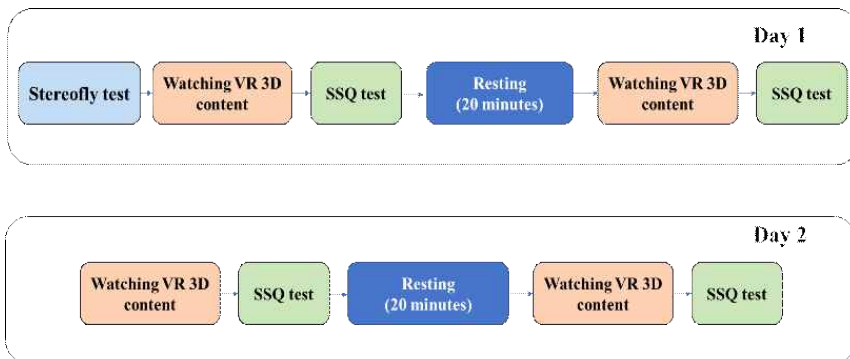 Day 1
Stereofly test
Watching VR 3D
content
SSQ test
Resting
(20 minutes)
Watching VR 3D
content
SSQ test
Day 2
Watching VR 3D
content
SSQ test
Resting
(20 minutes)
Watching VR 3D
content
SSQ test